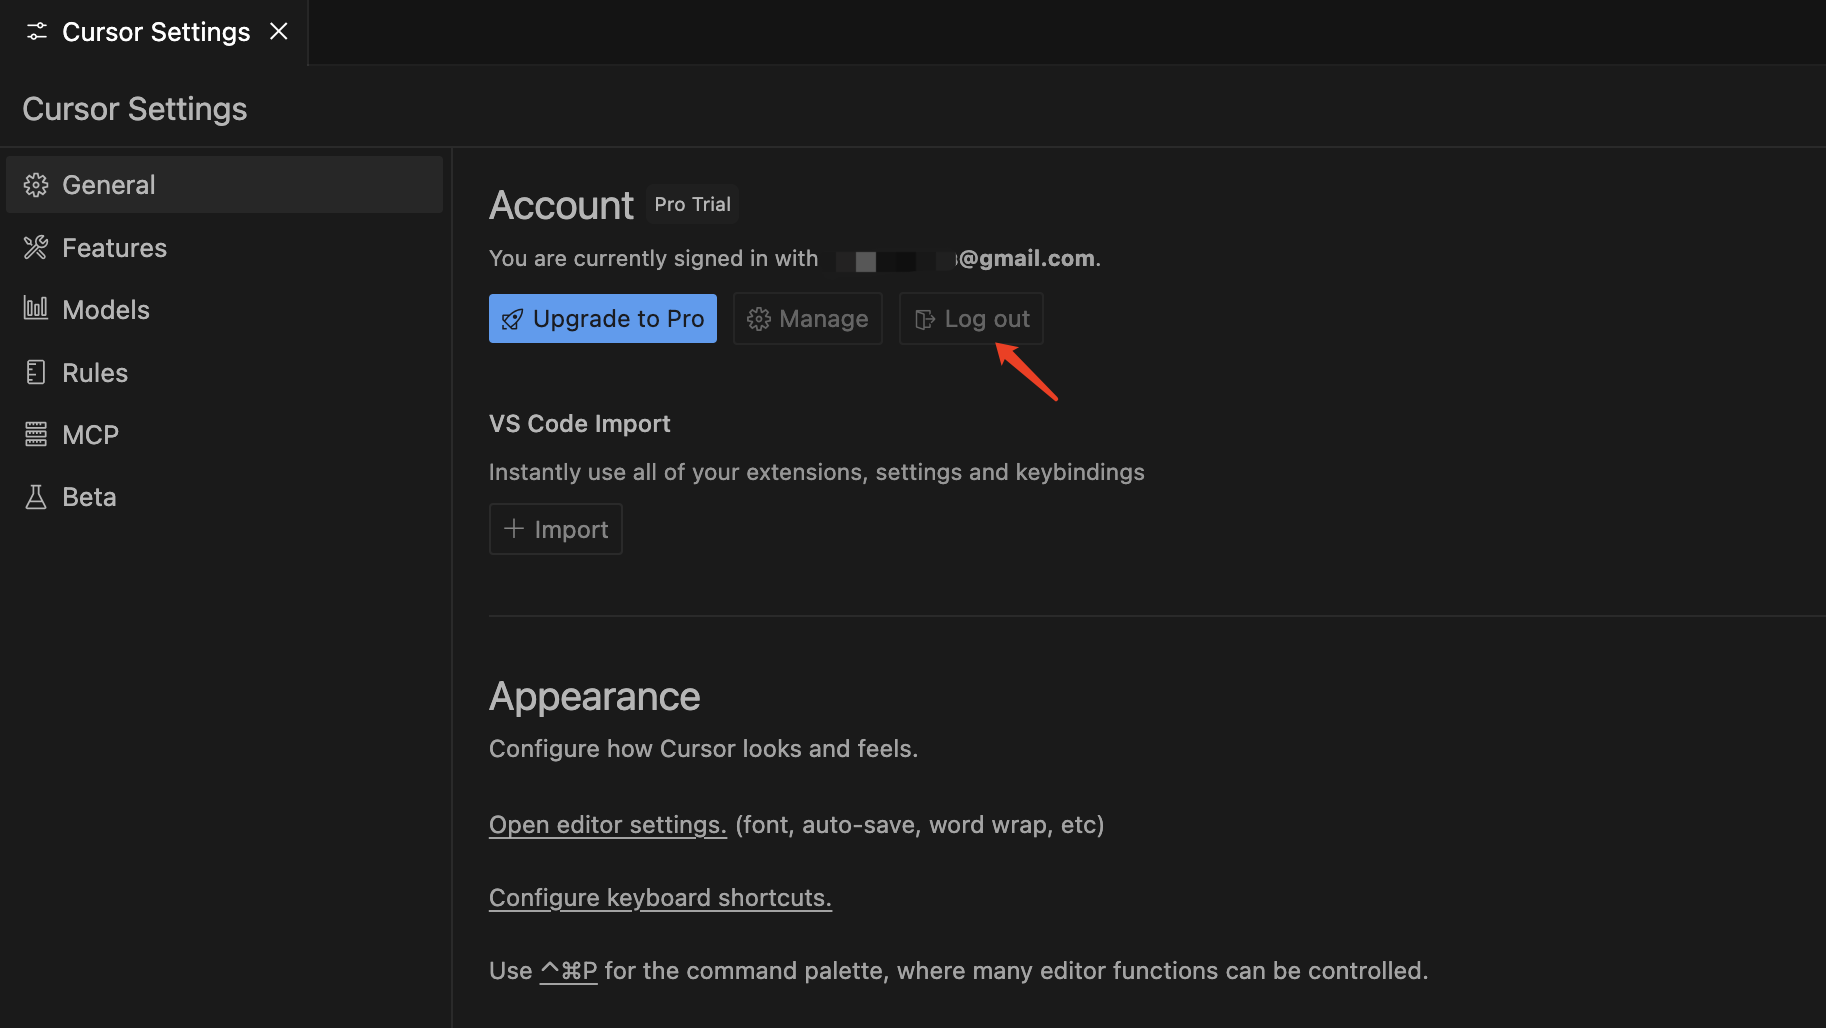 Cursor Settings
Cursor Settings
General
Features
Models
Rules
MCP
Beta
Account Pro Trial
You are currently signed in with @gmail.com.
Upgrade to Pro Manage Log out
VS Code Import
Instantly use all of your extensions, settings and keybindings
+ Import
Appearance
Configure how Cursor looks and feels.
Open editor settings. (font, auto-save, word wrap, etc)
Configure keyboard shortcuts.
Use ^⌘P for the command palette, where many editor functions can be controlled.